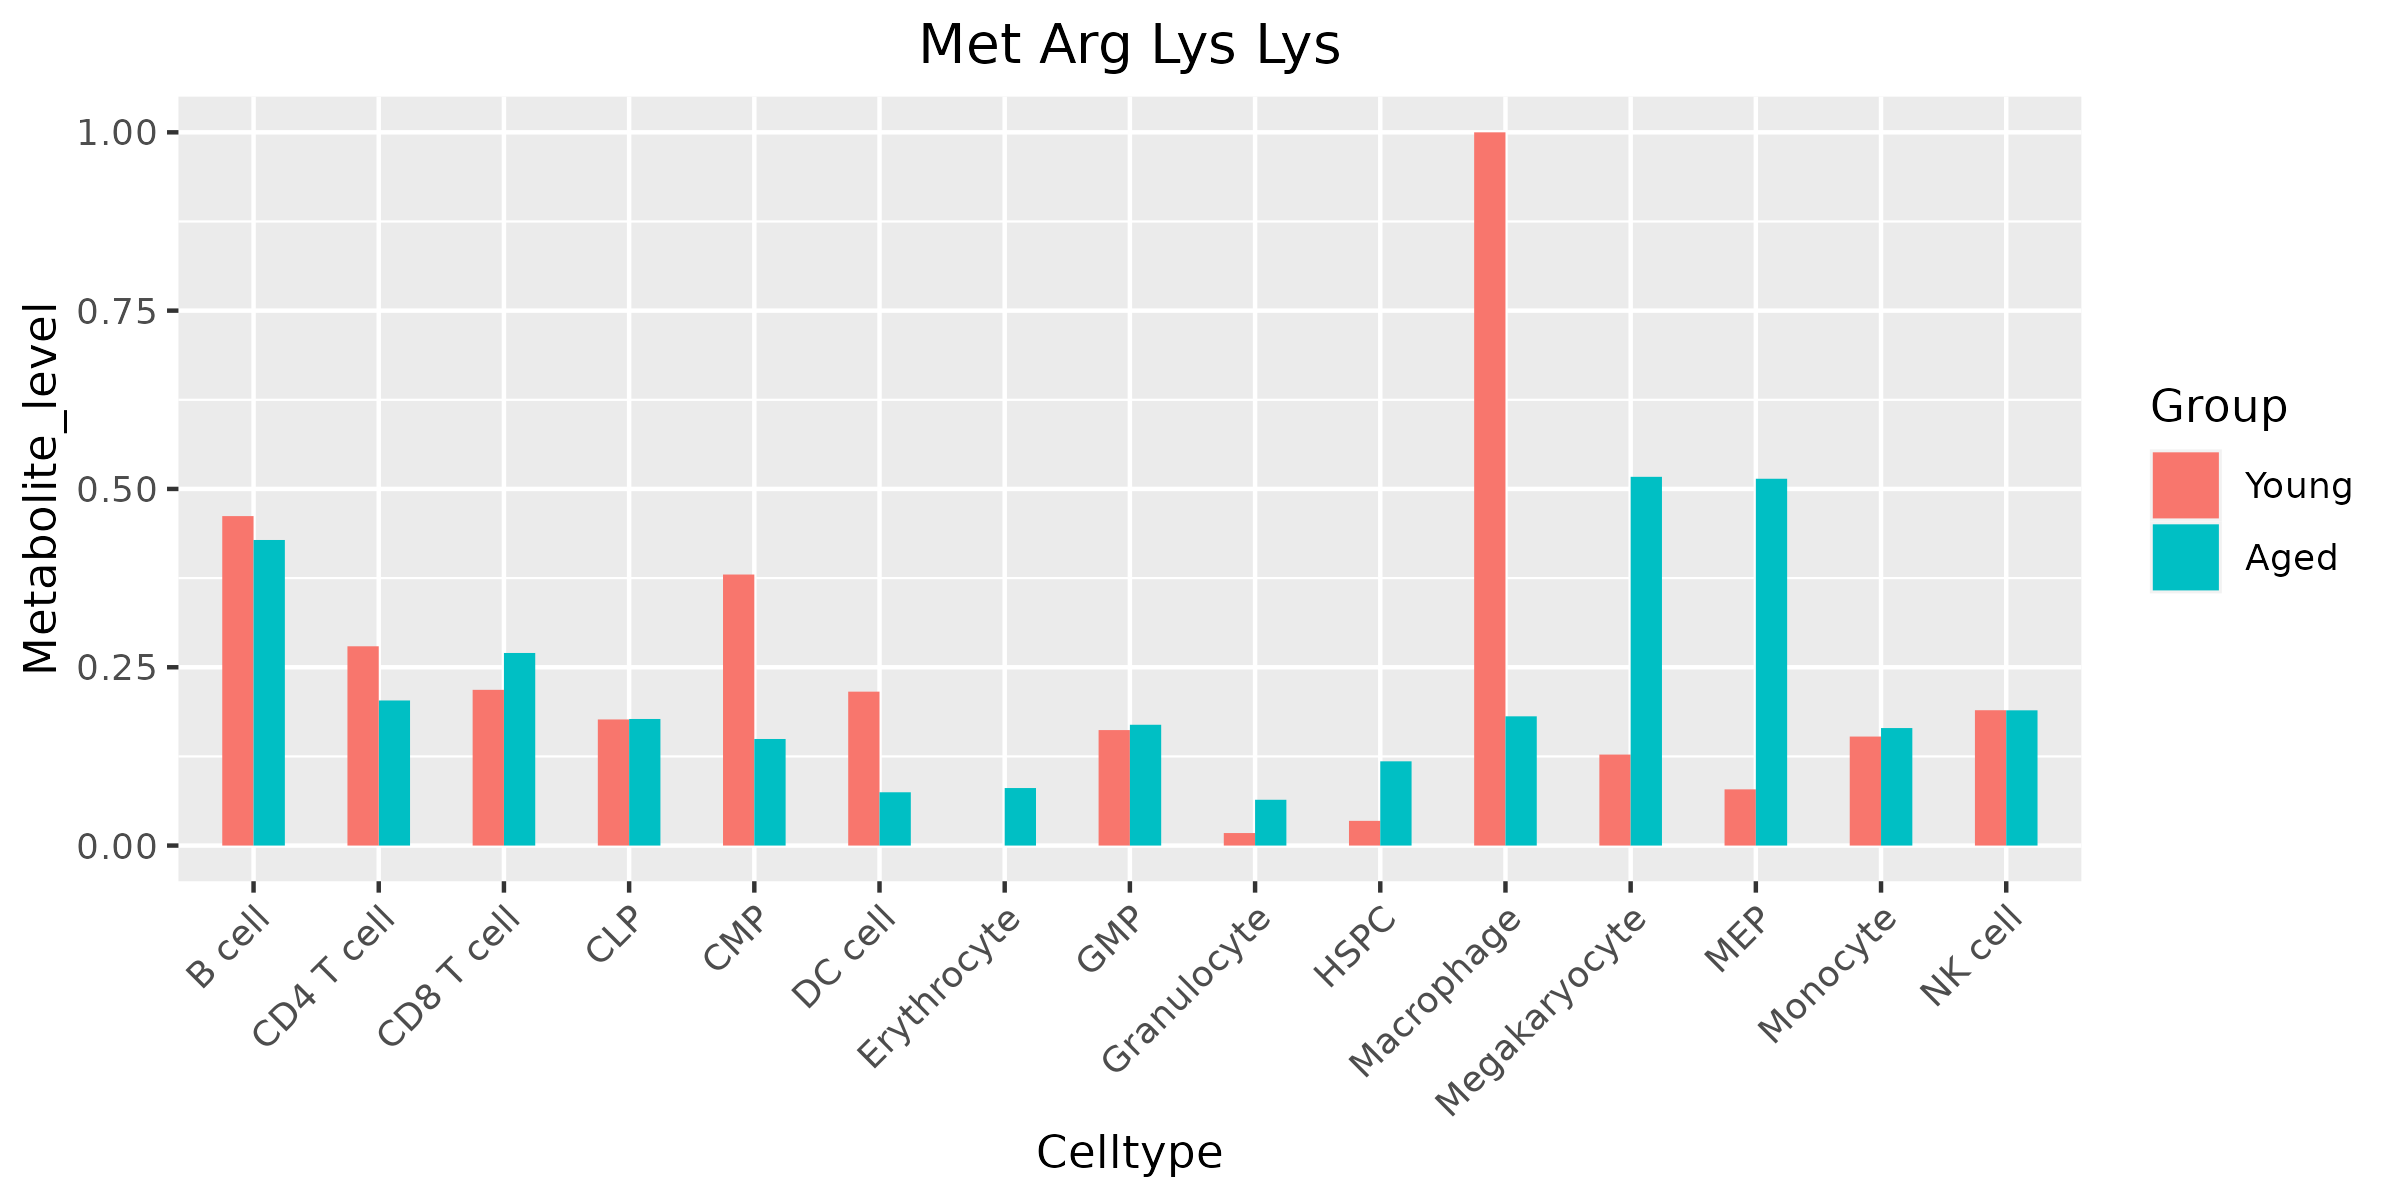 Met Arg Lys Lys
Metabolite_level
1.00
0.75
0.50
0.25
0.00
B cell
CD4 T cell
CD8 T cell
CLP
CMP
DC cell
Erythrocyte
GMP
Granulocyte
HSPC
Macrophage
Megakaryocyte
MEP
Monocyte
NK cell
Celltype
Group
Young
Aged